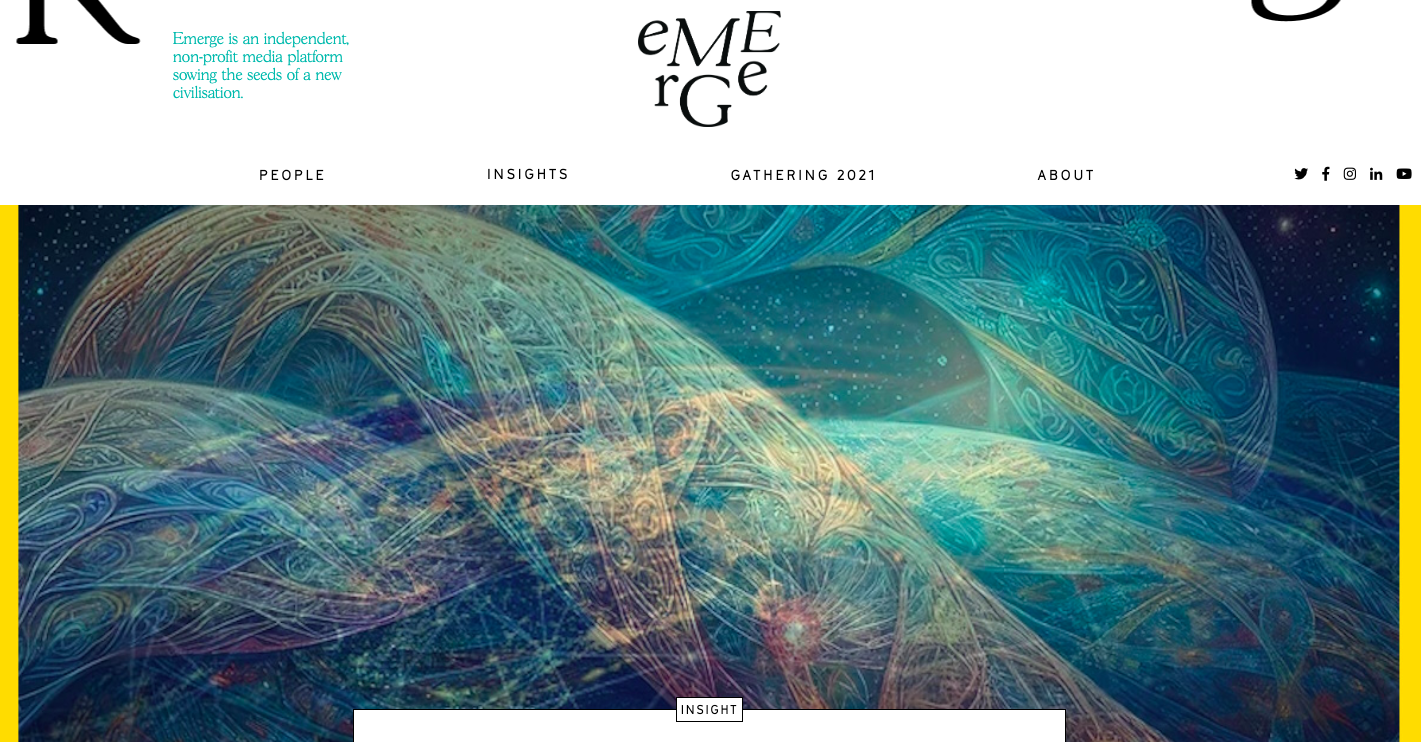 Emerge is an independent,
non-profit media platform
sowing the seeds of a new
civilisation.
eMErGe
PEOPLE
INSIGHTS
GATHERING 2021
ABOUT
INSIGHT